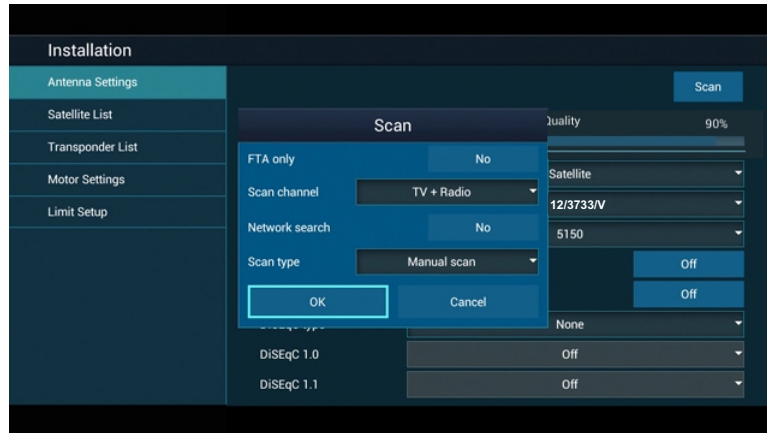 Installation
Antenna Settings
Satellite List
Transponder List
Motor Settings
Limit Setup
Scan
Quality 90%
Satellite
12/3733/V
5150
Off
Off
None
DiSEqC 1.0 Off
DiSEqC 1.1 Off
Scan
FTA only No
Scan channel TV + Radio
Network search No
Scan type Manual scan
OK Cancel